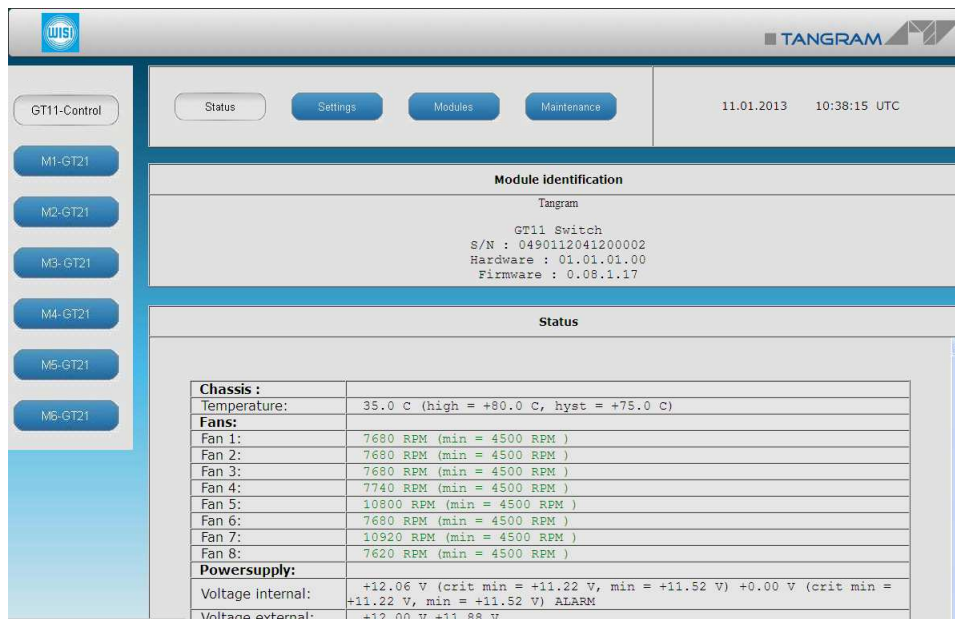 WISI
TANGRAM
GT11-Control
M1-GT21
M2-GT21
M3-GT21
M4-GT21
M5-GT21
M6-GT21
Status Settings Modules Maintenance 11.01.2013 10:38:15 UTC
Module identification
Tangram
GT11 Switch
S/N : 0490112041200002
Hardware : 01.01.01.00
Firmware : 0.08.1.17
Status
Chassis :
Temperature: 35.0 C (high = +80.0 C, hyst = +75.0 C)
Fans:
Fan 1: 7680 RPM (min = 4500 RPM )
Fan 2: 7680 RPM (min = 4500 RPM )
Fan 3: 7680 RPM (min = 4500 RPM )
Fan 4: 7740 RPM (min = 4500 RPM )
Fan 5: 10800 RPM (min = 4500 RPM )
Fan 6: 7680 RPM (min = 4500 RPM )
Fan 7: 10920 RPM (min = 4500 RPM )
Fan 8: 7620 RPM (min = 4500 RPM )
Powersupply:
Voltage internal: +12.06 V (crit min = +11.22 V, min = +11.52 V) +0.00 V (crit min =
+11.22 V, min = +11.52 V) ALARM
Voltage external: +12.00 V +11.88 V